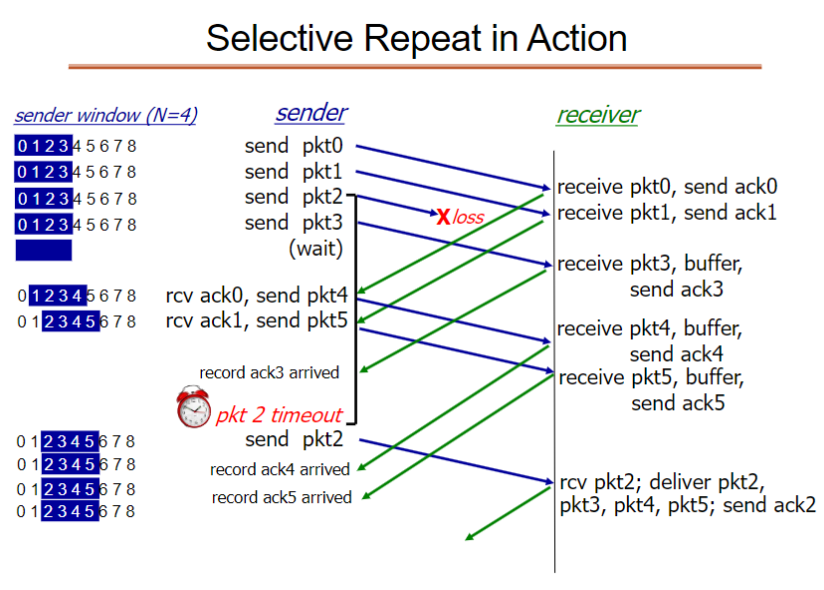 Selective Repeat in Action
sender window (N=4)
sender
receiver
0 1 2 3 4 5 6 7 8
send pkt0
0 1 2 3 4 5 6 7 8
send pkt1
receive pkt0, send ack0
0 1 2 3 4 5 6 7 8
send pkt2
X loss
receive pkt1, send ack1
0 1 2 3 4 5 6 7 8
send pkt3
(wait)
receive pkt3, buffer,
send ack3
0 1 2 3 4 5 6 7 8
rcv ack0, send pkt4
0 1 2 3 4 5 6 7 8
rcv ack1, send pkt5
receive pkt4, buffer,
send ack4
record ack3 arrived
receive pkt5, buffer,
send ack5
pkt 2 timeout
0 1 2 3 4 5 6 7 8
send pkt2
0 1 2 3 4 5 6 7 8
record ack4 arrived
0 1 2 3 4 5 6 7 8
record ack5 arrived
0 1 2 3 4 5 6 7 8
rcv pkt2; deliver pkt2,
pkt3, pkt4, pkt5; send ack2